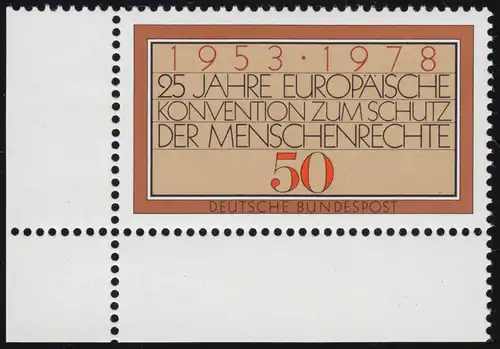 1953·1978
25 JAHRE EUROPÄISCHE
KONVENTION ZUM SCHUTZ
DER MENSCHENRECHTE
50
DEUTSCHE BUNDESPOST